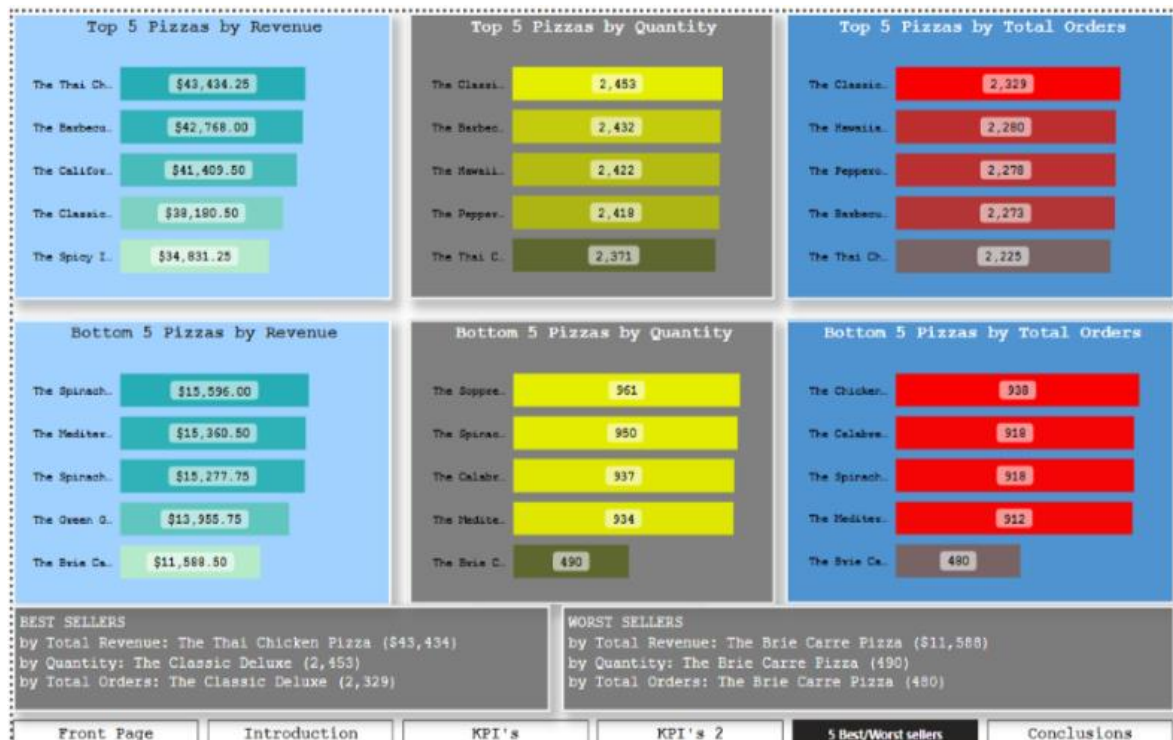 Top 5 Pizzas by Revenue
The Thai Ch… $43,434.25
The Barbecu… $42,768.00
The Califor… $41,409.50
The Classic… $38,180.50
The Spicy I… $34,831.25
Top 5 Pizzas by Quantity
The Classi… 2,453
The Barbec… 2,432
The Hawaii… 2,422
The Pepper… 2,418
The Thai C… 2,371
Top 5 Pizzas by Total Orders
The Classic… 2,329
The Hawaiia… 2,280
The Peppero… 2,278
The Barbecu… 2,273
The Thai Ch… 2,225
Bottom 5 Pizzas by Revenue
The Spinach… $15,596.00
The Mediter… $15,360.50
The Spinach… $15,277.75
The Green G… $13,955.75
The Brie Ca… $11,588.50
Bottom 5 Pizzas by Quantity
The Soppre… 961
The Spinac… 950
The Calabr… 937
The Medite… 934
The Brie C… 490
Bottom 5 Pizzas by Total Orders
The Chicken… 938
The Calabre… 918
The Spinach… 918
The Mediter… 912
The Brie Ca… 480
BEST SELLERS
by Total Revenue: The Thai Chicken Pizza ($43,434)
by Quantity: The Classic Deluxe (2,453)
by Total Orders: The Classic Deluxe (2,329)
WORST SELLERS
by Total Revenue: The Brie Carre Pizza ($11,588)
by Quantity: The Brie Carre Pizza (490)
by Total Orders: The Brie Carre Pizza (480)
Front Page Introduction KPI's KPI's 2 5 Best/Worst sellers Conclusions